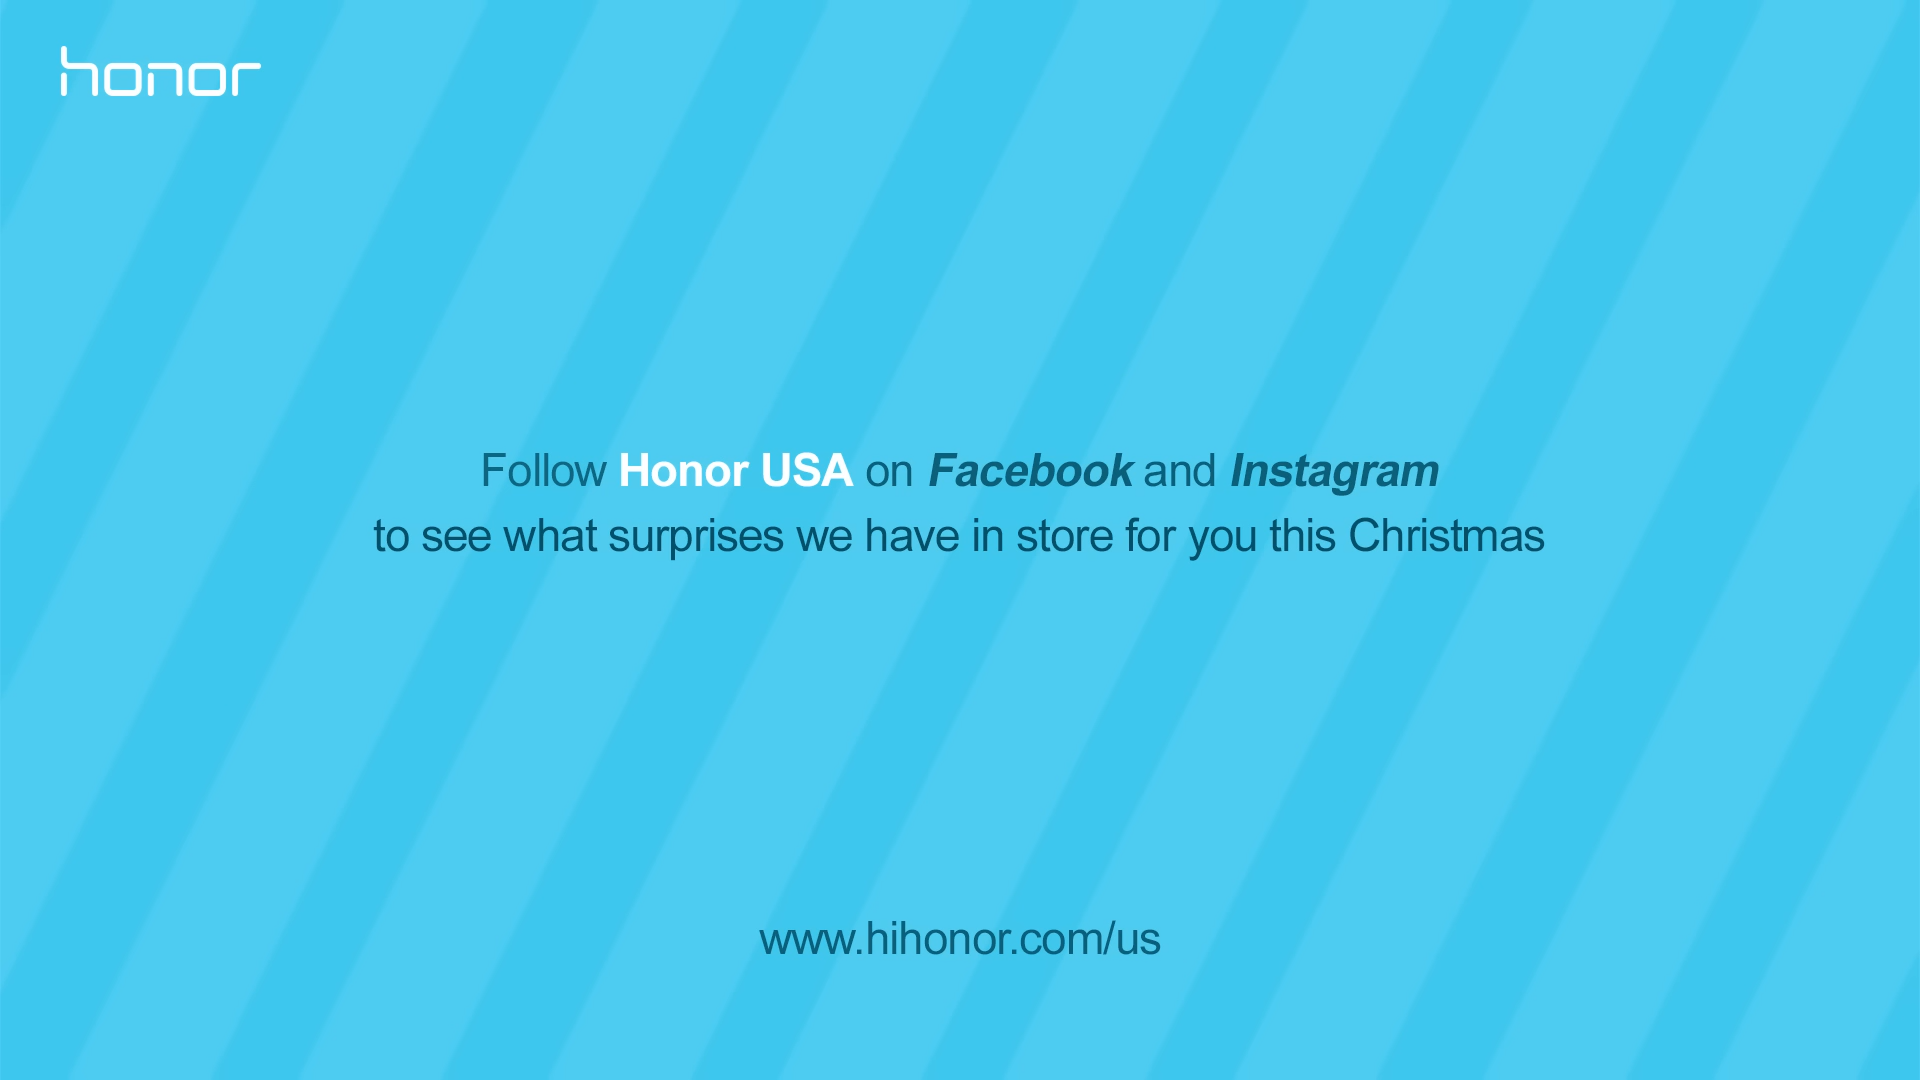 honor
Follow Honor USA on Facebook and Instagram
to see what surprises we have in store for you this Christmas
www.hihonor.com/us